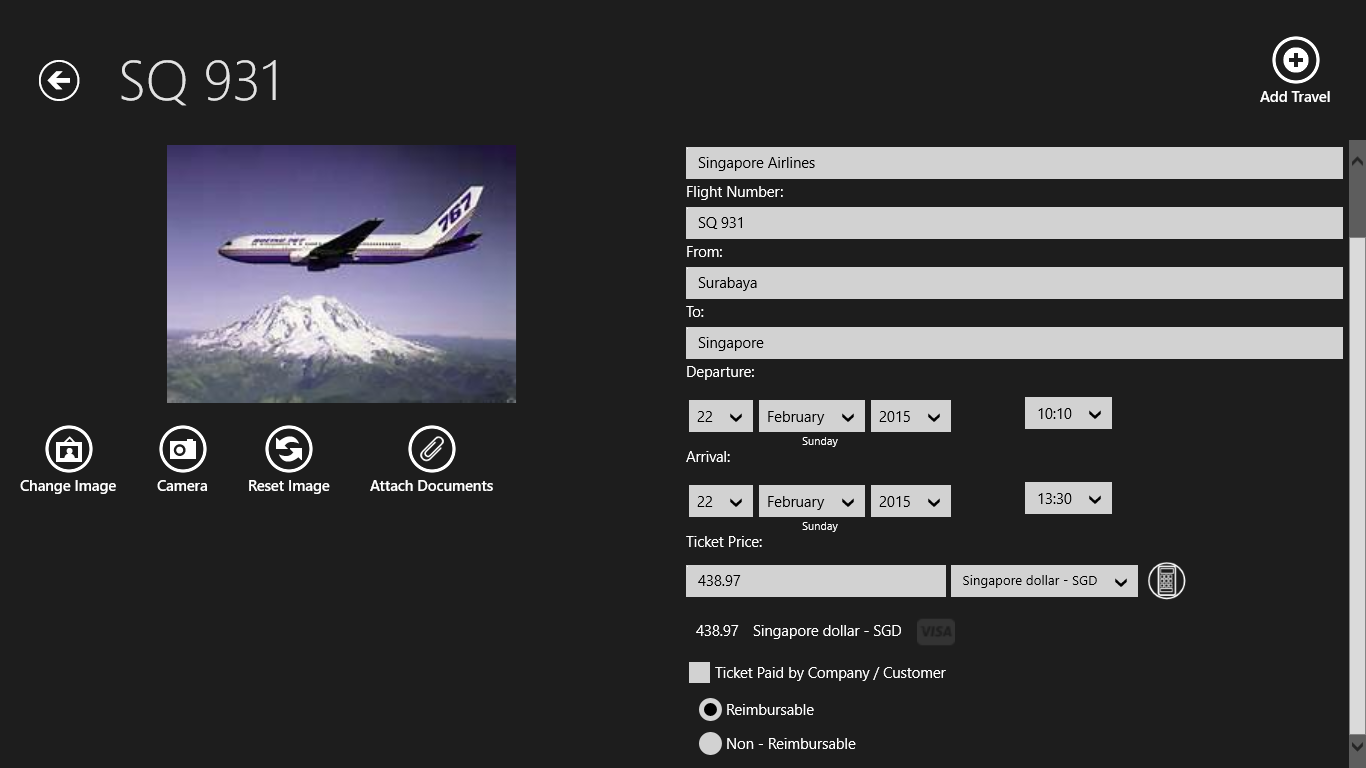 SQ 931
Add Travel
767
BOEING 767
Change Image
Camera
Reset Image
Attach Documents
Singapore Airlines
Flight Number:
SQ 931
From:
Surabaya
To:
Singapore
Departure:
22 February 2015 10:10
Sunday
Arrival:
22 February 2015 13:30
Sunday
Ticket Price:
438.97 Singapore dollar - SGD
438.97 Singapore dollar - SGD VISA
Ticket Paid by Company / Customer
Reimbursable
Non - Reimbursable